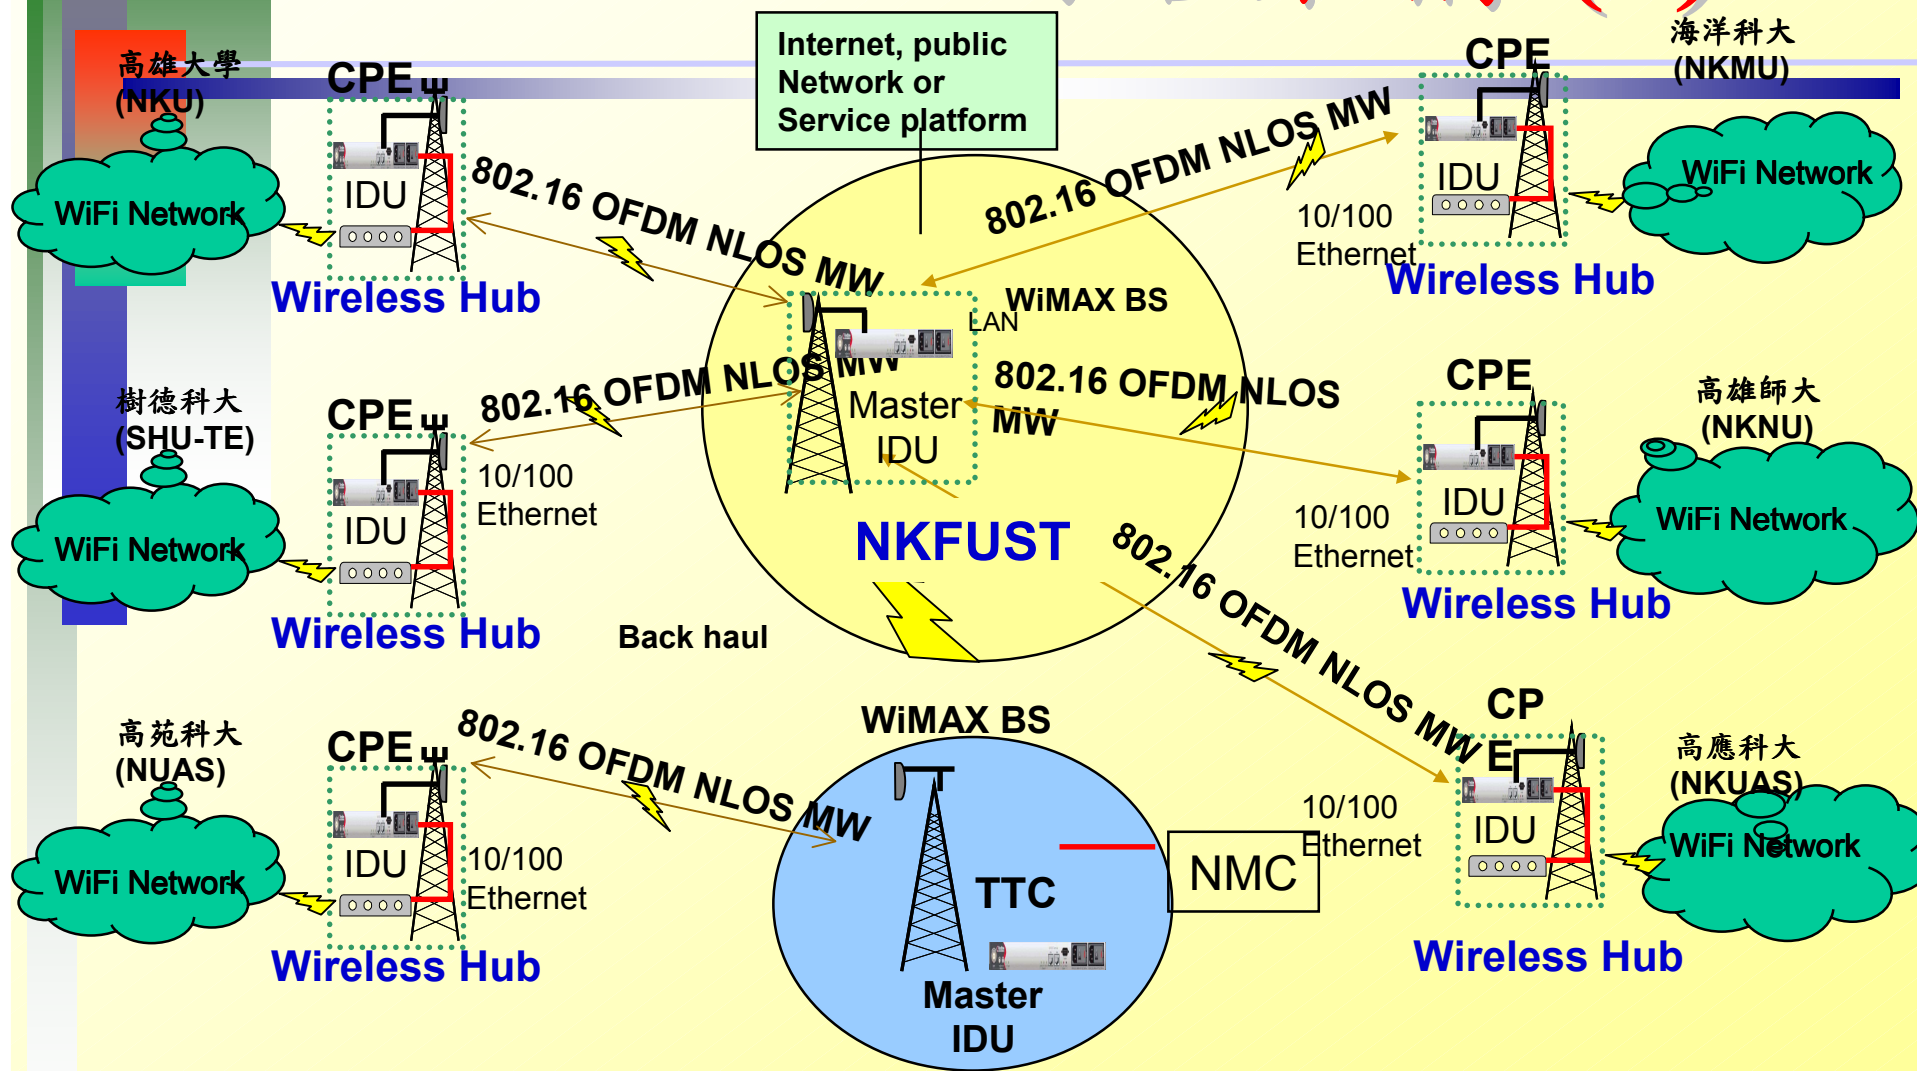 高雄大學
(NKU)
CPE
IDU
WiFi Network
Wireless Hub
802.16 OFDM NLOS MW
Internet, public
Network or
Service platform
802.16 OFDM NLOS MW
CPE
海洋科大
(NKMU)
IDU
WiFi Network
10/100
Ethernet
Wireless Hub
WiMAX BS
LAN
Master
IDU
NKFUST
樹德科大
(SHU-TE)
CPE
IDU
WiFi Network
10/100
Ethernet
Wireless Hub
802.16 OFDM NLOS MW
802.16 OFDM NLOS
MW
CPE
高雄師大
(NKNU)
IDU
WiFi Network
10/100
Ethernet
Wireless Hub
Back haul
802.16 OFDM NLOS MW
高苑科大
(NUAS)
CPE
IDU
WiFi Network
10/100
Ethernet
Wireless Hub
802.16 OFDM NLOS MW
WiMAX BS
TTC
Master
IDU
NMC
CP
E
高應科大
(NKUAS)
IDU
WiFi Network
10/100
Ethernet
Wireless Hub